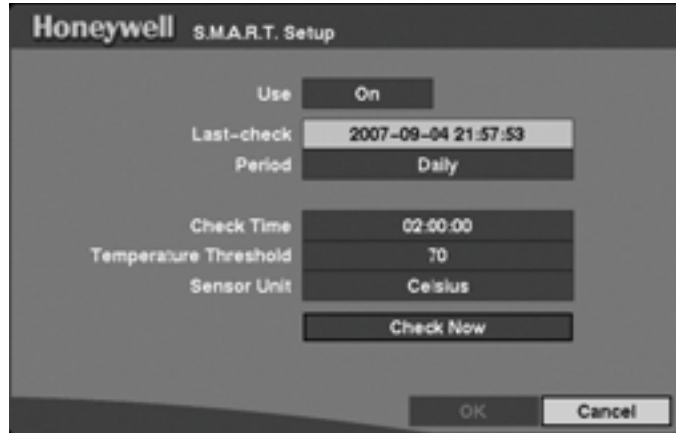 Honeywell S.M.A.R.T. Setup
Use On
Last-check 2007-09-04 21:57:53
Period Daily
Check Time 02:00:00
Temperature Threshold 70
Sensor Unit Celsius
Check Now
OK Cancel